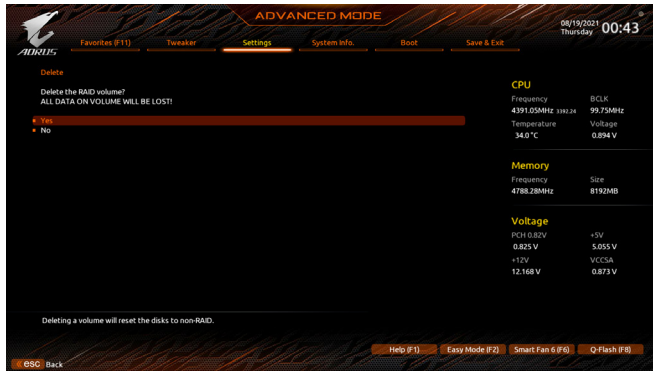 ADVANCED MODE
08/19/2021
Thursday
00:43
AORUS
Favorites (F11)
Tweaker
Settings
System Info.
Boot
Save & Exit
Delete
Delete the RAID volume?
ALL DATA ON VOLUME WILL BE LOST!
Yes
No
CPU
Frequency BCLK
4391.05MHz 3392.24 99.75MHz
Temperature Voltage
34.0 °C 0.894 V
Memory
Frequency Size
4788.28MHz 8192MB
Voltage
PCH 0.82V +5V
0.825 V 5.055 V
+12V VCCSA
12.168 V 0.873 V
Deleting a volume will reset the disks to non-RAID.
Help (F1)
Easy Mode (F2)
Smart Fan 6 (F6)
Q-Flash (F8)
esc Back